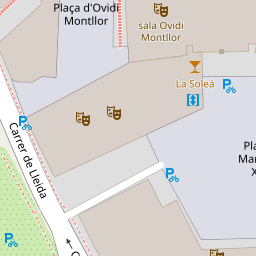 Plaça d'Ovidi
Montllor
sala Ovidi
Montllor
La Soleá
Carrer de Lleida
Pla
Mar
X
C